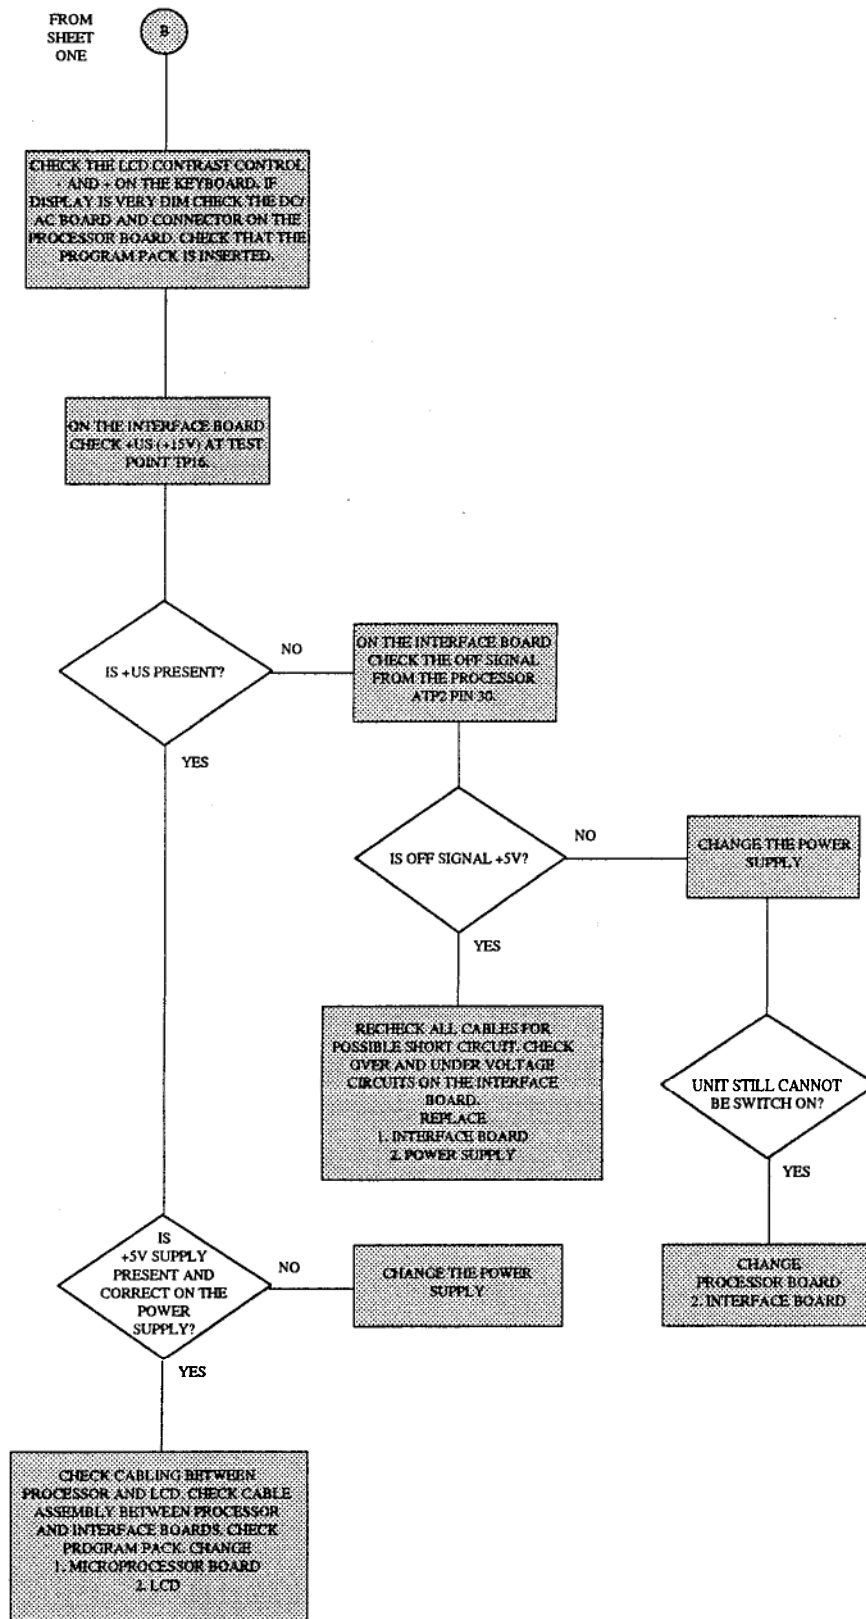 FROM
SHEET
ONE
B
CHECK THE LCD CONTRAST CONTROL
- AND + ON THE KEYBOARD. IF
DISPLAY IS VERY DIM CHECK THE DC/
AC BOARD AND CONNECTOR ON THE
PROCESSOR BOARD. CHECK THAT THE
PROGRAM PACK IS INSERTED.
ON THE INTERFACE BOARD
CHECK +US (+15V) AT TEST
POINT TP16.
IS +US PRESENT?
NO
YES
ON THE INTERFACE BOARD
CHECK THE OFF SIGNAL
FROM THE PROCESSOR
ATP2 PIN 30.
IS OFF SIGNAL +5V?
NO
YES
CHANGE THE POWER
SUPPLY
RECHECK ALL CABLES FOR
POSSIBLE SHORT CIRCUIT. CHECK
OVER AND UNDER VOLTAGE
CIRCUITS ON THE INTERFACE
BOARD.
REPLACE
1. INTERFACE BOARD
2. POWER SUPPLY
UNIT STILL CANNOT
BE SWITCH ON?
YES
CHANGE
PROCESSOR BOARD
2. INTERFACE BOARD
IS
+5V SUPPLY
PRESENT AND
CORRECT ON THE
POWER
SUPPLY?
NO
YES
CHANGE THE POWER
SUPPLY
CHECK CABLING BETWEEN
PROCESSOR AND LCD. CHECK CABLE
ASSEMBLY BETWEEN PROCESSOR
AND INTERFACE BOARDS. CHECK
PROGRAM PACK. CHANGE
1. MICROPROCESSOR BOARD
2. LCD